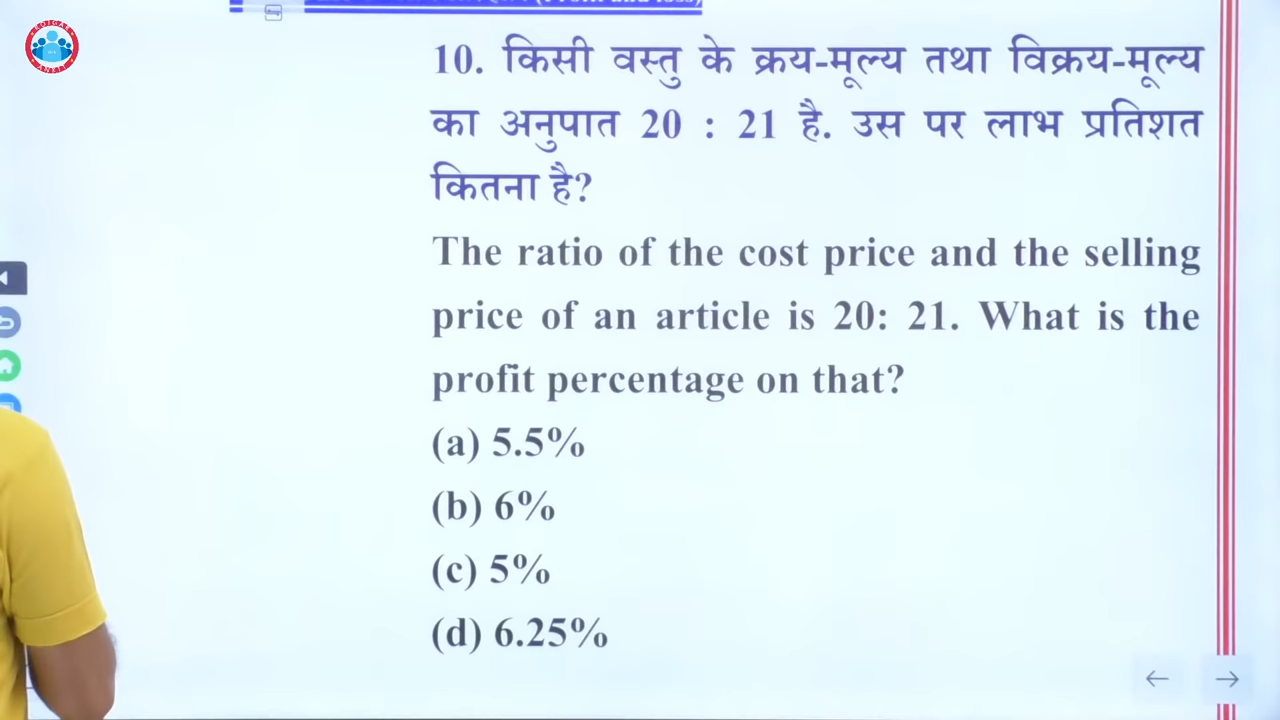 10. किसी वस्तु के क्रय-मूल्य तथा विक्रय-मूल्य
का अनुपात 20 : 21 है. उस पर लाभ प्रतिशत
कितना है?
The ratio of the cost price and the selling
price of an article is 20: 21. What is the
profit percentage on that?
(a) 5.5%
(b) 6%
(c) 5%
(d) 6.25%